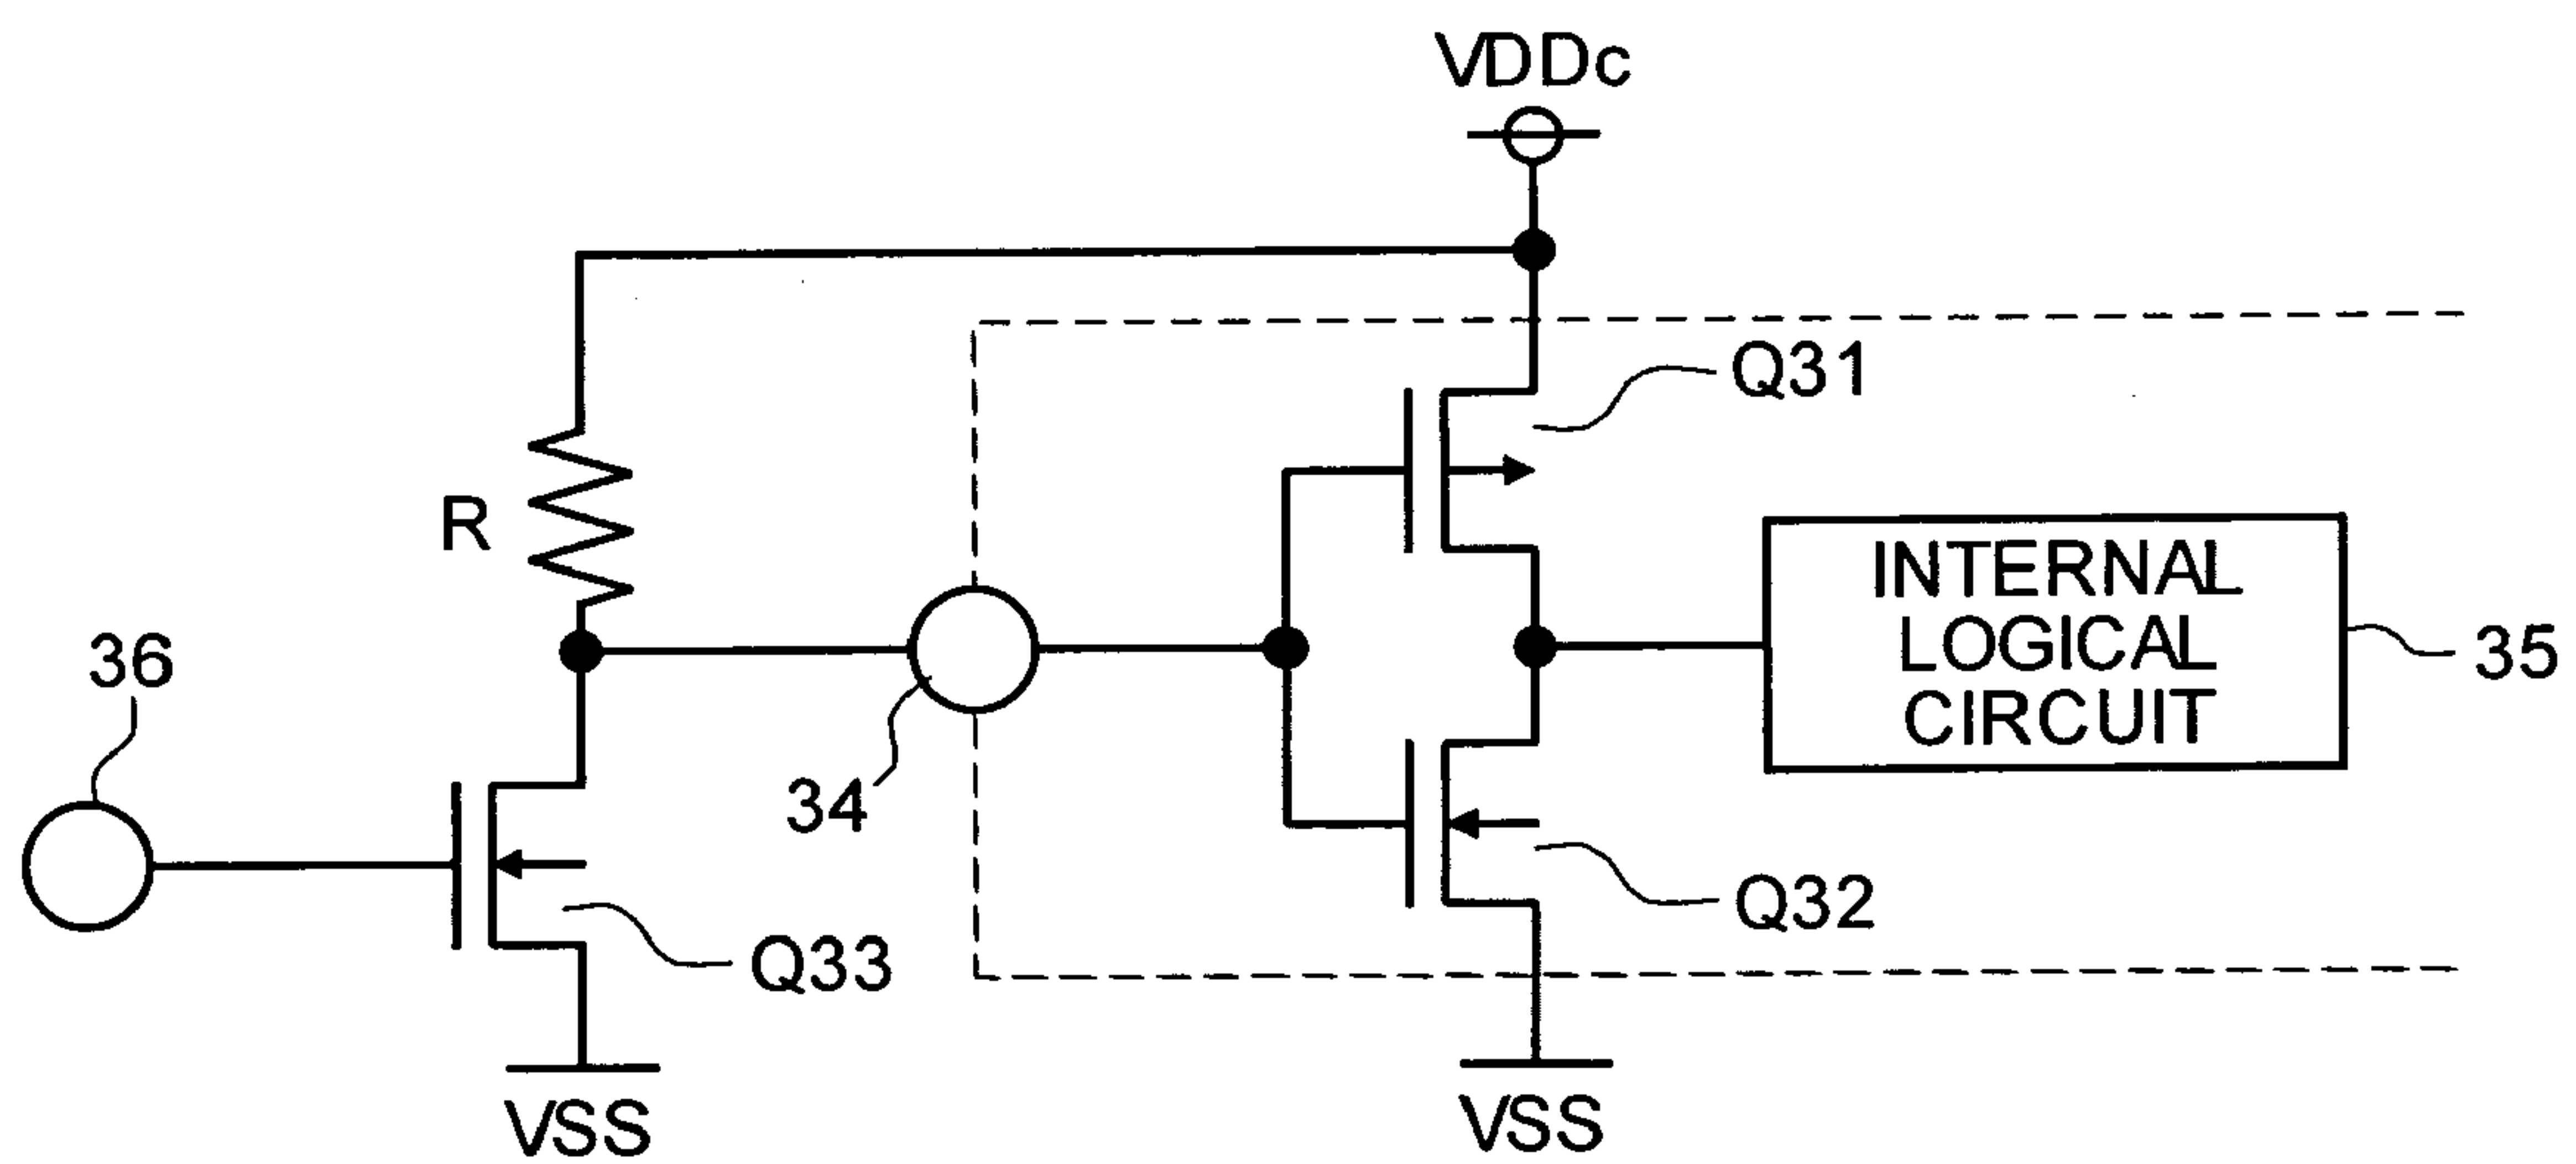 VDDc
Q31
R
INTERNAL
LOGICAL
CIRCUIT
35
36
34
Q32
Q33
VSS
VSS